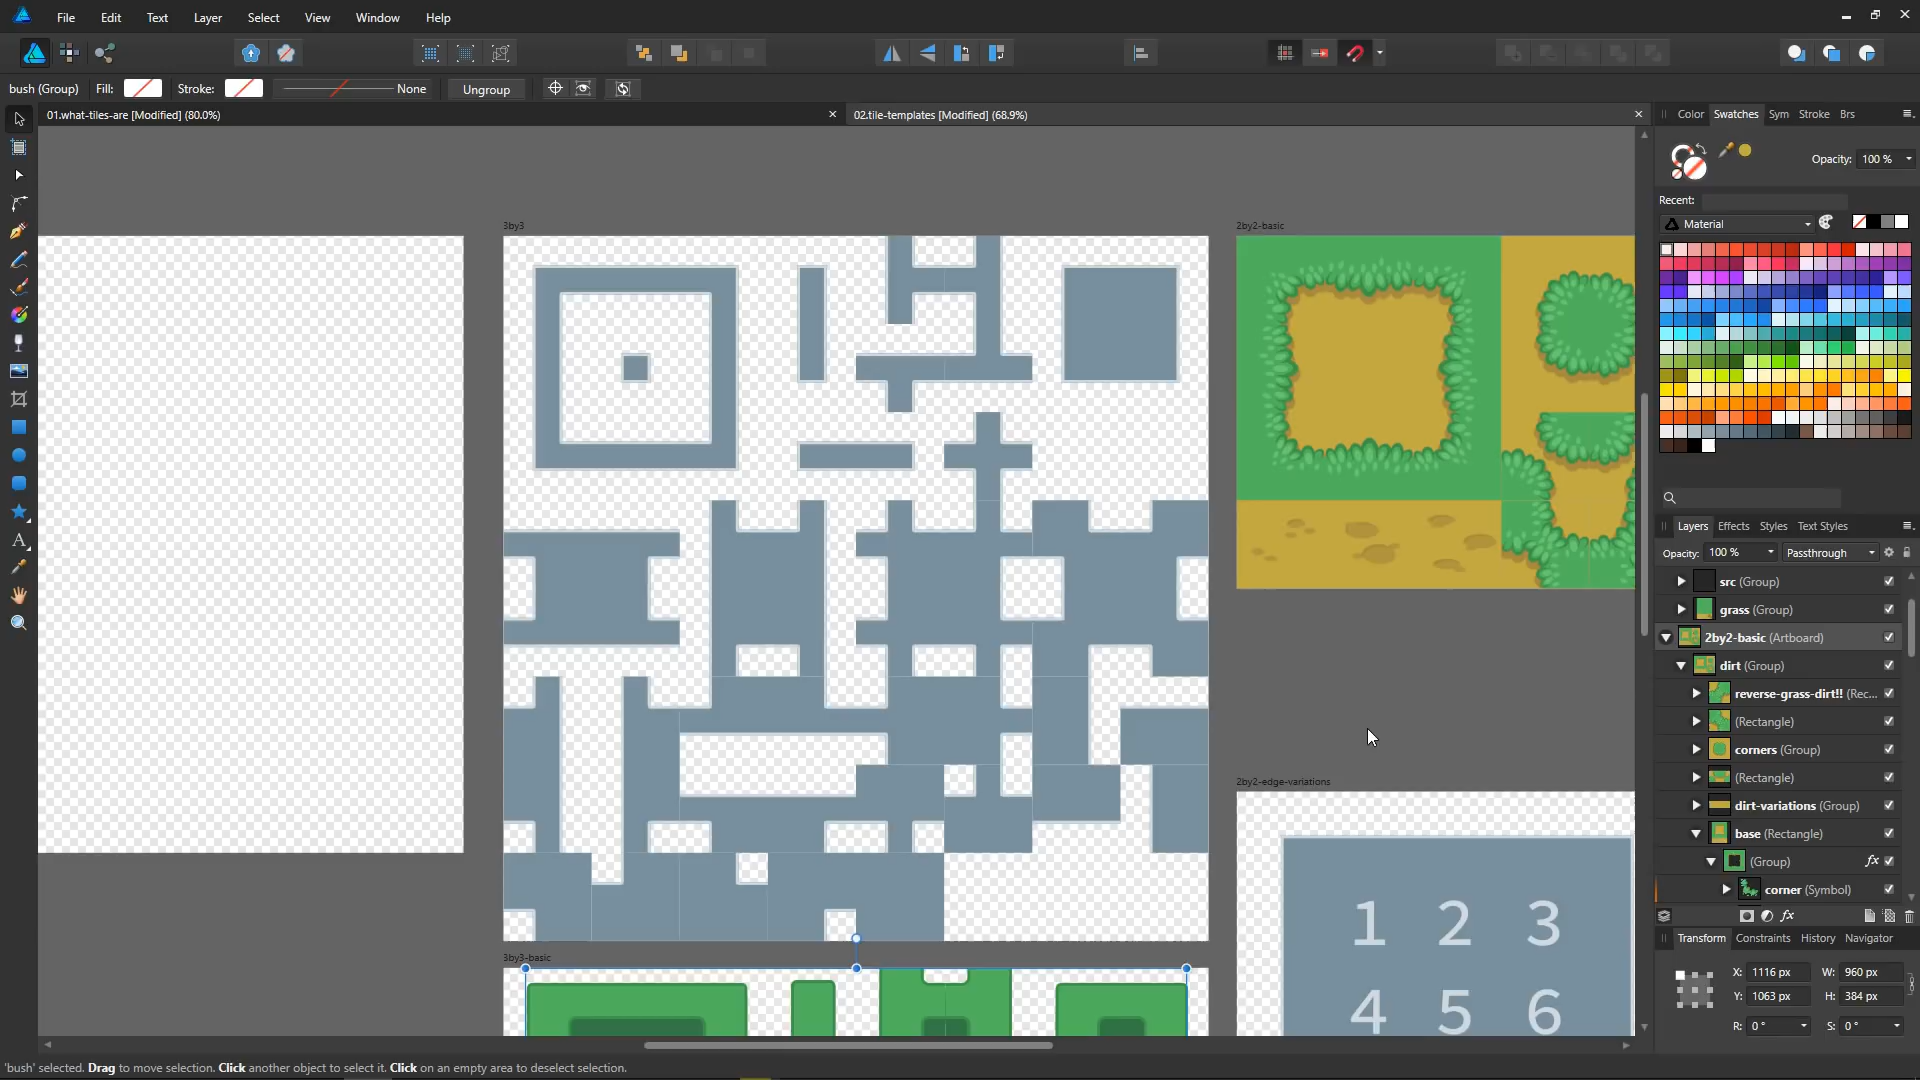 File Edit Text Layer Select View Window Help
bush (Group) Fill: Stroke: None Ungroup
01.what-tiles-are [Modified] (80.0%)
02.tile-templates [Modified] (68.9%)
Color Swatches Sym Stroke Brs
Opacity: 100 %
Recent:
Material
3by3
2by2-basic
2by2-edge-variations
3by3-basic
1 2 3
4 5 6
Layers Effects Styles Text Styles
Opacity: 100 % Passthrough
src (Group)
grass (Group)
2by2-basic (Artboard)
dirt (Group)
reverse-grass-dirt!! (Rec...
(Rectangle)
corners (Group)
(Rectangle)
dirt-variations (Group)
base (Rectangle)
(Group) fx
corner (Symbol)
fx
Transform Constraints History Navigator
X: 1116 px W: 960 px
Y: 1063 px H: 384 px
R: 0 ° S: 0 °
'bush' selected. Drag to move selection. Click another object to select it. Click on an empty area to deselect selection.